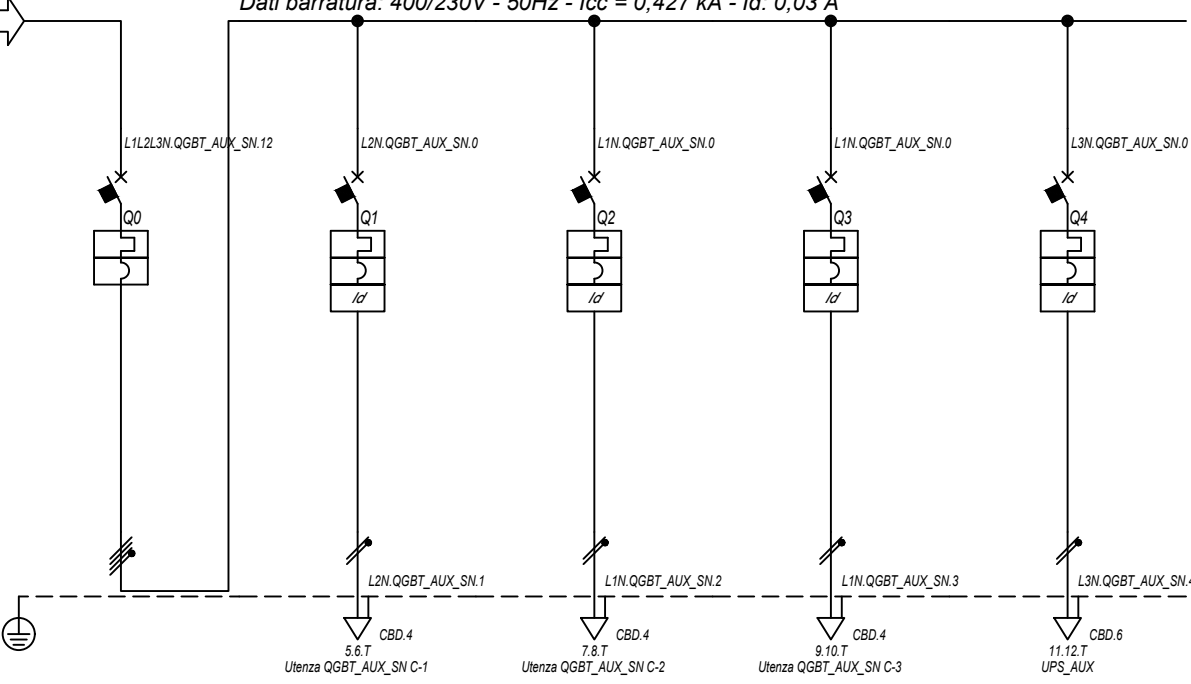 Dati barratura: 400/230V - 50Hz - Icc = 0,427 kA - Id: 0,03 A
L1L2L3N.QGBT_AUX_SN.12
L2N.QGBT_AUX_SN.0
L1N.QGBT_AUX_SN.0
L1N.QGBT_AUX_SN.0
L3N.QGBT_AUX_SN.0
Q0
Q1
Q2
Q3
Q4
Id
Id
Id
Id
L2N.QGBT_AUX_SN.1
L1N.QGBT_AUX_SN.2
L1N.QGBT_AUX_SN.3
L3N.QGBT_AUX_SN.4
CBD.4
CBD.4
CBD.4
CBD.6
5.6.T
7.8.T
9.10.T
11.12.T
Utenza QGBT_AUX_SN C-1
Utenza QGBT_AUX_SN C-2
Utenza QGBT_AUX_SN C-3
UPS_AUX